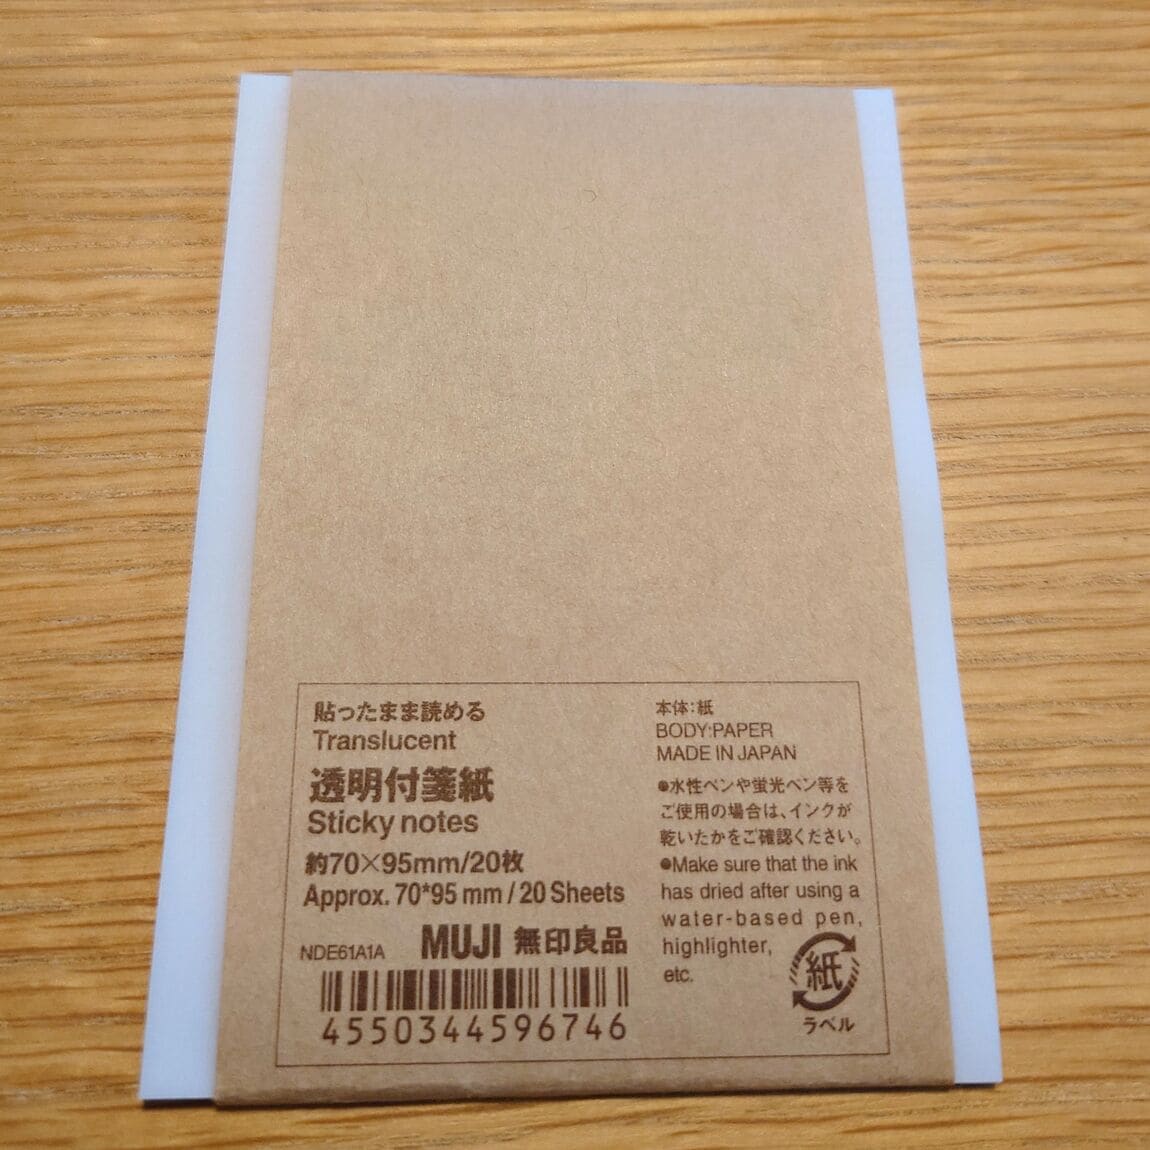 貼ったまま読める
Translucent
透明付箋紙
Sticky notes
約70×95mm/20枚
Approx. 70*95 mm / 20 Sheets
NDE61A1A MUJI 無印良品
4550344596746
本体:紙
BODY:PAPER
MADE IN JAPAN
●水性ペンや蛍光ペン等を
ご使用の場合は、インクが
乾いたかをご確認ください。
●Make sure that the ink
has dried after using a
water-based pen,
highlighter,
etc.
紙
ラベル